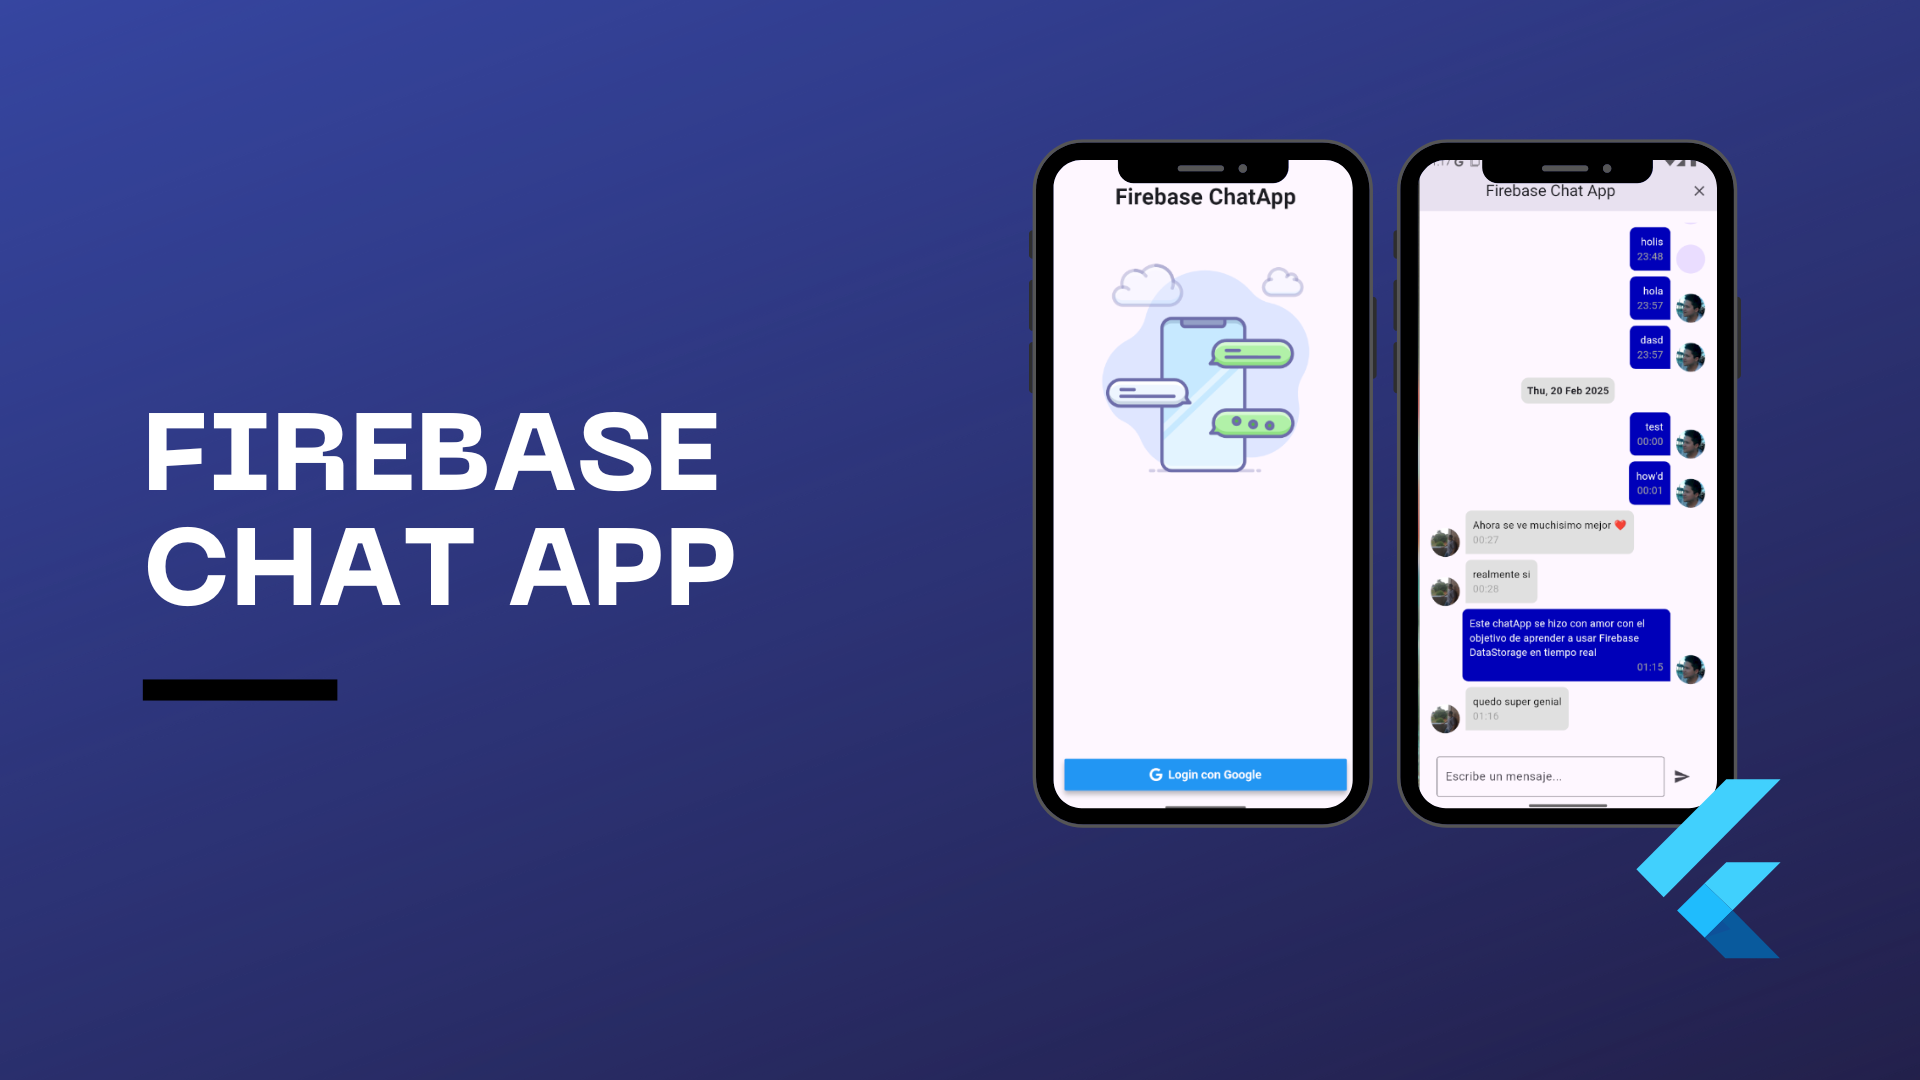 FIREBASE
CHAT APP
Firebase ChatApp
Login con Google
Firebase Chat App
holis
23:48
hola
23:57
dasd
23:57
Thu, 20 Feb 2025
test
00:00
how'd
00:01
Ahora se ve muchisimo mejor ❤️
00:27
realmente si
00:28
Este chatApp se hizo con amor con el
objetivo de aprender a usar Firebase
DataStorage en tiempo real
01:15
quedo super genial
01:16
Escribe un mensaje...